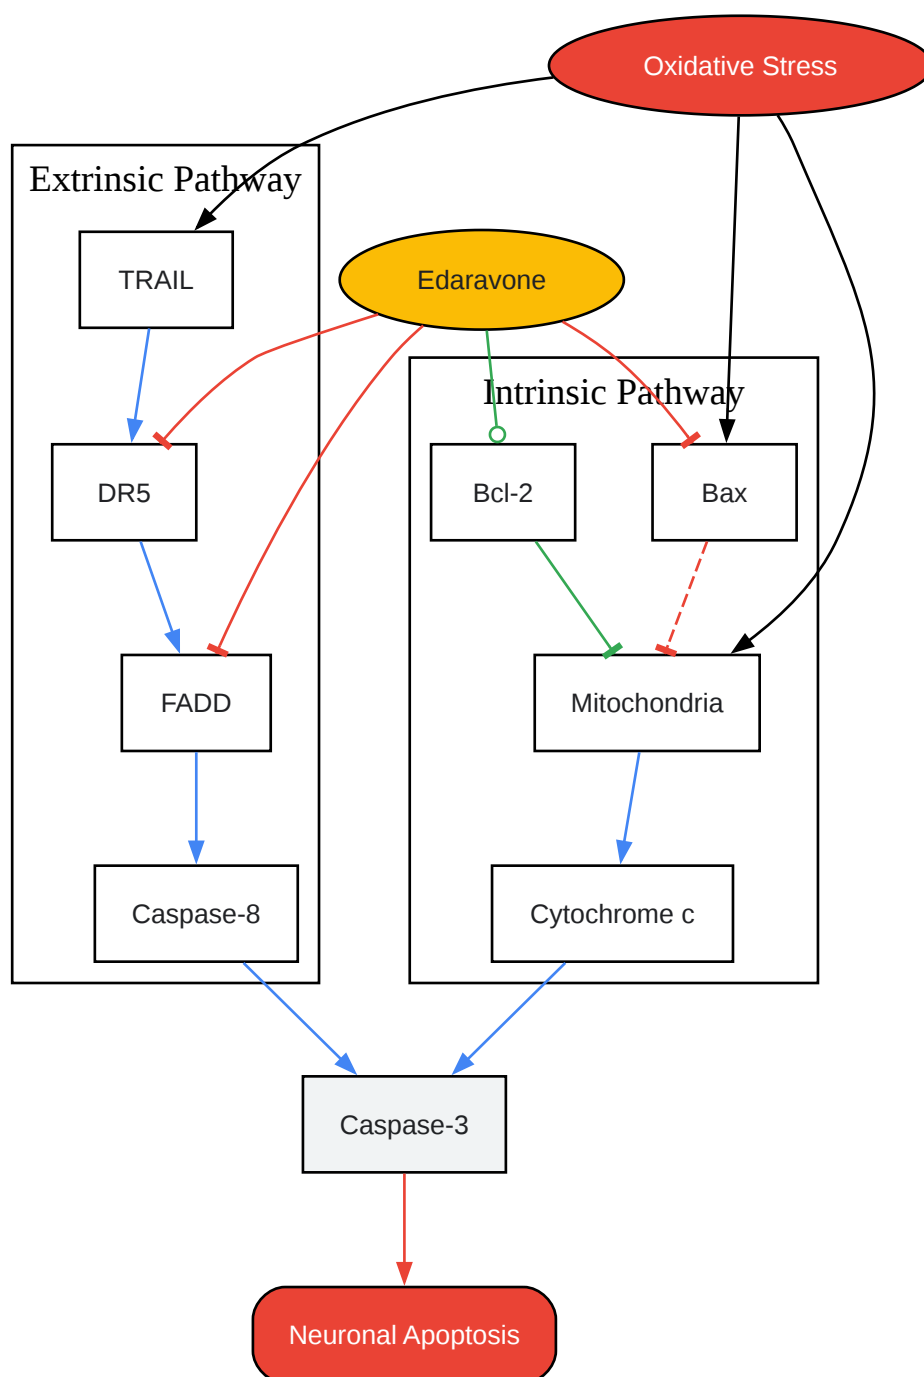 Oxidative Stress
Extrinsic Pathway
TRAIL
Edaravone
Intrinsic Pathway
DR5
Bcl-2
Bax
FADD
Mitochondria
Caspase-8
Cytochrome c
Caspase-3
Neuronal Apoptosis